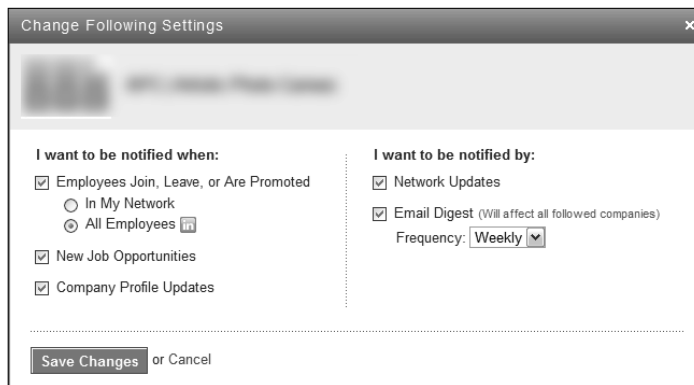 Change Following Settings
I want to be notified when:
Employees Join, Leave, or Are Promoted
In My Network
All Employees in
New Job Opportunities
Company Profile Updates
I want to be notified by:
Network Updates
Email Digest (Will affect all followed companies)
Frequency: Weekly
Save Changes or Cancel